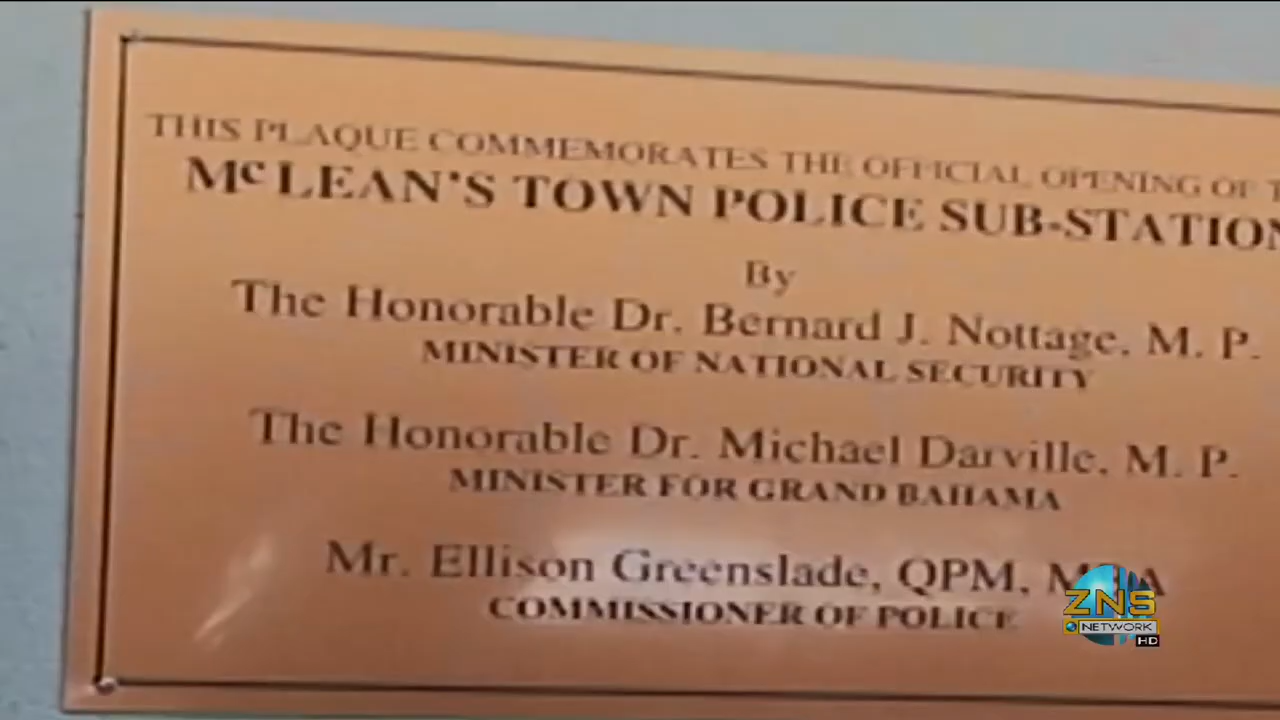 THIS PLAQUE COMMEMORATES THE OFFICIAL OPENING OF
McLEAN'S TOWN POLICE SUB-STATION
By
The Honorable Dr. Bernard J. Nottage, M. P.
MINISTER OF NATIONAL SECURITY
The Honorable Dr. Michael Darville, M. P.
MINISTER FOR GRAND BAHAMA
Mr. Ellison Greenslade, QPM,
COMMISSIONER OF POLICE
ZNS
NETWORK
HD